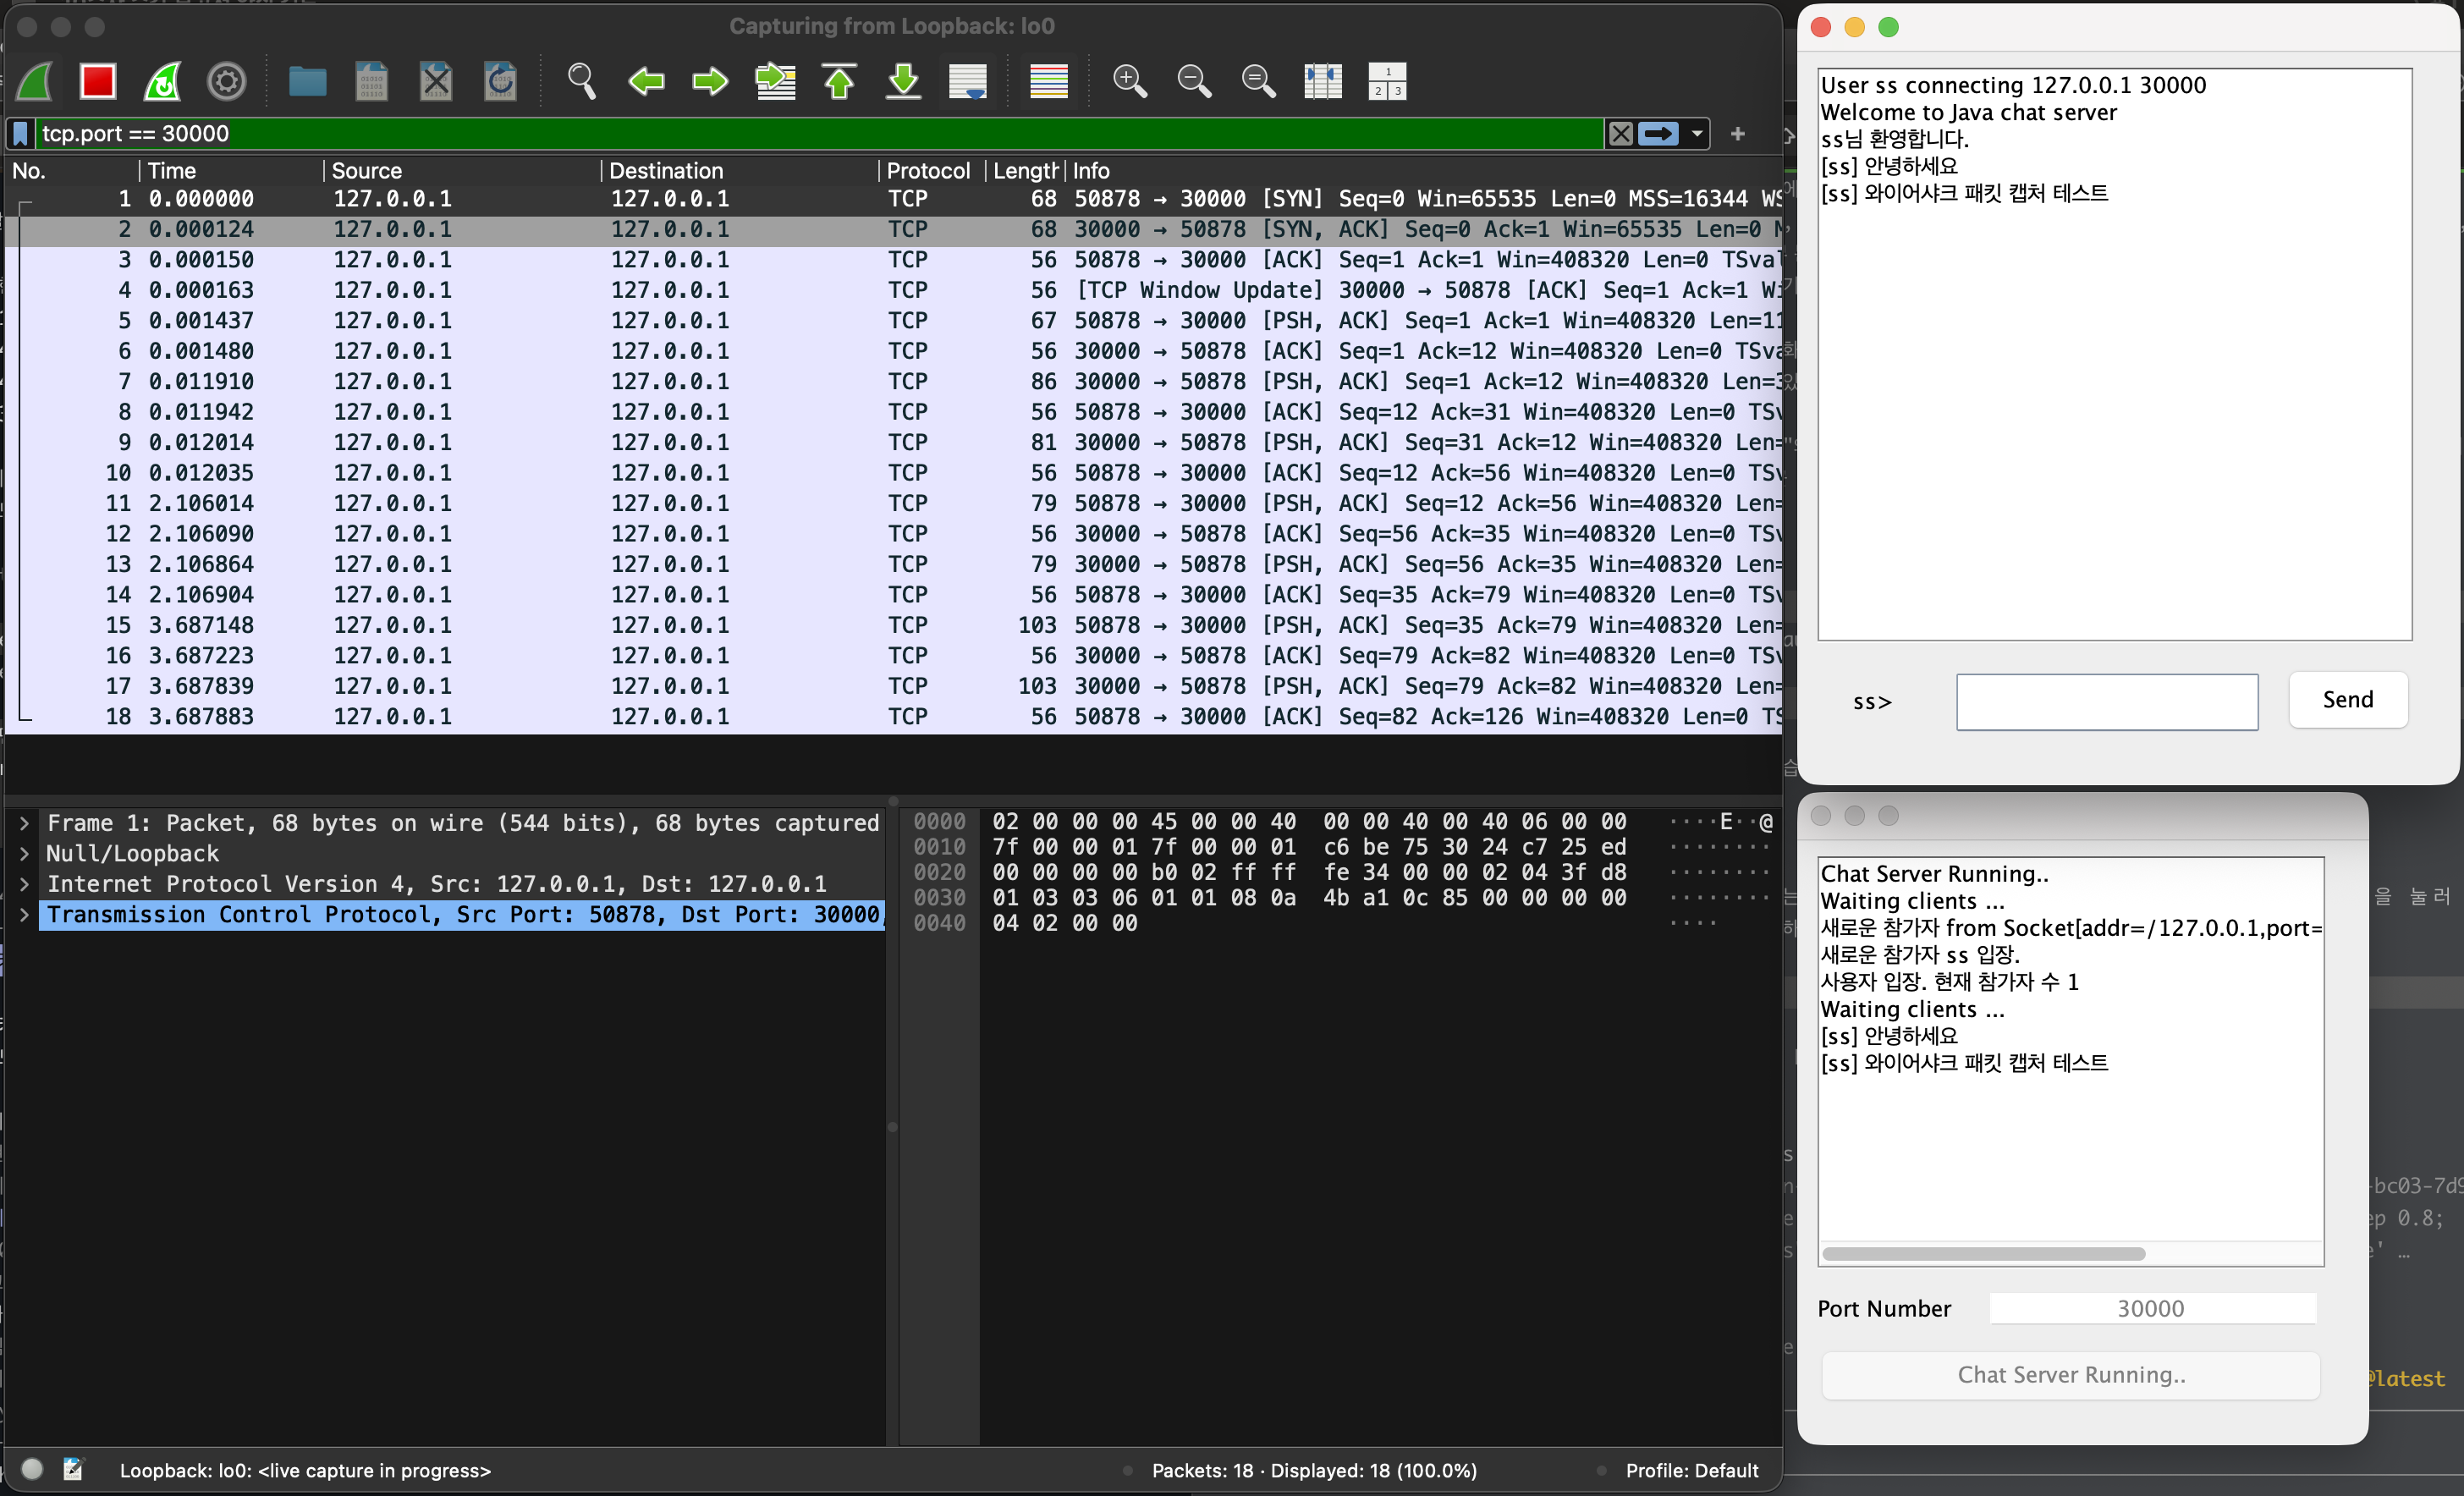 Capturing from Loopback: lo0
tcp.port == 30000
No. Time Source Destination Protocol Length Info
1 0.000000 127.0.0.1 127.0.0.1 TCP 68 50878 → 30000 [SYN] Seq=0 Win=65535 Len=0 MSS=16344 WS
2 0.000124 127.0.0.1 127.0.0.1 TCP 68 30000 → 50878 [SYN, ACK] Seq=0 Ack=1 Win=65535 Len=0
3 0.000150 127.0.0.1 127.0.0.1 TCP 56 50878 → 30000 [ACK] Seq=1 Ack=1 Win=408320 Len=0 TSval
4 0.000163 127.0.0.1 127.0.0.1 TCP 56 [TCP Window Update] 30000 → 50878 [ACK] Seq=1 Ack=1
5 0.001437 127.0.0.1 127.0.0.1 TCP 67 50878 → 30000 [PSH, ACK] Seq=1 Ack=1 Win=408320 Len=11
6 0.001480 127.0.0.1 127.0.0.1 TCP 56 30000 → 50878 [ACK] Seq=1 Ack=12 Win=408320 Len=0 TSva
7 0.011910 127.0.0.1 127.0.0.1 TCP 86 30000 → 50878 [PSH, ACK] Seq=1 Ack=12 Win=408320 Len=3
8 0.011942 127.0.0.1 127.0.0.1 TCP 56 50878 → 30000 [ACK] Seq=12 Ack=31 Win=408320 Len=0 TSv
9 0.012014 127.0.0.1 127.0.0.1 TCP 81 30000 → 50878 [PSH, ACK] Seq=31 Ack=12 Win=408320 Len=
10 0.012035 127.0.0.1 127.0.0.1 TCP 56 50878 → 30000 [ACK] Seq=12 Ack=56 Win=408320 Len=0 TSv
11 2.106014 127.0.0.1 127.0.0.1 TCP 79 50878 → 30000 [PSH, ACK] Seq=12 Ack=56 Win=408320 Len=
12 2.106090 127.0.0.1 127.0.0.1 TCP 56 30000 → 50878 [ACK] Seq=56 Ack=35 Win=408320 Len=0 TSv
13 2.106864 127.0.0.1 127.0.0.1 TCP 79 30000 → 50878 [PSH, ACK] Seq=56 Ack=35 Win=408320 Len=
14 2.106904 127.0.0.1 127.0.0.1 TCP 56 50878 → 30000 [ACK] Seq=35 Ack=79 Win=408320 Len=0 TSv
15 3.687148 127.0.0.1 127.0.0.1 TCP 103 50878 → 30000 [PSH, ACK] Seq=35 Ack=79 Win=408320 Len=
16 3.687223 127.0.0.1 127.0.0.1 TCP 56 30000 → 50878 [ACK] Seq=79 Ack=82 Win=408320 Len=0 TSv
17 3.687839 127.0.0.1 127.0.0.1 TCP 103 30000 → 50878 [PSH, ACK] Seq=79 Ack=82 Win=408320 Len=
18 3.687883 127.0.0.1 127.0.0.1 TCP 56 50878 → 30000 [ACK] Seq=82 Ack=126 Win=408320 Len=0 TS
Frame 1: Packet, 68 bytes on wire (544 bits), 68 bytes captured
Null/Loopback
Internet Protocol Version 4, Src: 127.0.0.1, Dst: 127.0.0.1
Transmission Control Protocol, Src Port: 50878, Dst Port: 30000,
0000 02 00 00 00 45 00 00 40 00 00 40 00 40 06 00 00 ····E··@
0010 7f 00 00 01 7f 00 00 01 c6 be 75 30 24 c7 25 ed ········
0020 00 00 00 00 b0 02 ff ff fe 34 00 00 02 04 3f d8 ········
0030 01 03 03 06 01 01 08 0a 4b a1 0c 85 00 00 00 00 ········
0040 04 02 00 00 ····
Loopback: lo0: <live capture in progress>
Packets: 18 · Displayed: 18 (100.0%)
Profile: Default
User ss connecting 127.0.0.1 30000
Welcome to Java chat server
ss님 환영합니다.
[ss] 안녕하세요
[ss] 와이어샤크 패킷 캡처 테스트
ss>
Send
Chat Server Running..
Waiting clients ...
새로운 참가자 from Socket[addr=/127.0.0.1,port=
새로운 참가자 ss 입장.
사용자 입장. 현재 참가자 수 1
Waiting clients ...
[ss] 안녕하세요
[ss] 와이어샤크 패킷 캡처 테스트
Port Number 30000
Chat Server Running..
을 눌러
-bc03-7d9
ep 0.8;
@latest